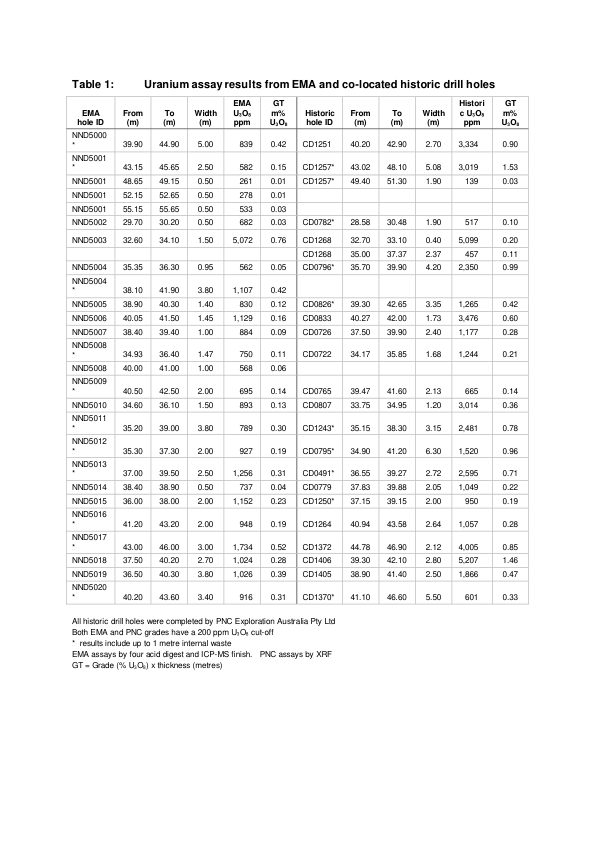 Table 1: Uranium assay results from EMA and co-located historic drill holes
EMA hole ID From (m) To (m) Width (m) EMA U₃O₈ ppm GT m% U₃O₈ Historic hole ID From (m) To (m) Width (m) Histori c U₃O₈ ppm GT m% U₃O₈
NND5000 * 39.90 44.90 5.00 839 0.42 CD1251 40.20 42.90 2.70 3,334 0.90
NND5001 * 43.15 45.65 2.50 582 0.15 CD1257* 43.02 48.10 5.08 3,019 1.53
NND5001 48.65 49.15 0.50 261 0.01 CD1257* 49.40 51.30 1.90 139 0.03
NND5001 52.15 52.65 0.50 278 0.01
NND5001 55.15 55.65 0.50 533 0.03
NND5002 29.70 30.20 0.50 682 0.03 CD0782* 28.58 30.48 1.90 517 0.10
NND5003 32.60 34.10 1.50 5,072 0.76 CD1268 32.70 33.10 0.40 5,099 0.20
CD1268 35.00 37.37 2.37 457 0.11
NND5004 35.35 36.30 0.95 562 0.05 CD0796* 35.70 39.90 4.20 2,350 0.99
NND5004 * 38.10 41.90 3.80 1,107 0.42
NND5005 38.90 40.30 1.40 830 0.12 CD0826* 39.30 42.65 3.35 1,265 0.42
NND5006 40.05 41.50 1.45 1,129 0.16 CD0833 40.27 42.00 1.73 3,476 0.60
NND5007 38.40 39.40 1.00 884 0.09 CD0726 37.50 39.90 2.40 1,177 0.28
NND5008 * 34.93 36.40 1.47 750 0.11 CD0722 34.17 35.85 1.68 1,244 0.21
NND5008 40.00 41.00 1.00 568 0.06
NND5009 * 40.50 42.50 2.00 695 0.14 CD0765 39.47 41.60 2.13 665 0.14
NND5010 34.60 36.10 1.50 893 0.13 CD0807 33.75 34.95 1.20 3,014 0.36
NND5011 * 35.20 39.00 3.80 789 0.30 CD1243* 35.15 38.30 3.15 2,481 0.78
NND5012 * 35.30 37.30 2.00 927 0.19 CD0795* 34.90 41.20 6.30 1,520 0.96
NND5013 * 37.00 39.50 2.50 1,256 0.31 CD0491* 36.55 39.27 2.72 2,595 0.71
NND5014 38.40 38.90 0.50 737 0.04 CD0779 37.83 39.88 2.05 1,049 0.22
NND5015 36.00 38.00 2.00 1,152 0.23 CD1250* 37.15 39.15 2.00 950 0.19
NND5016 * 41.20 43.20 2.00 948 0.19 CD1264 40.94 43.58 2.64 1,057 0.28
NND5017 * 43.00 46.00 3.00 1,734 0.52 CD1372 44.78 46.90 2.12 4,005 0.85
NND5018 37.50 40.20 2.70 1,024 0.28 CD1406 39.30 42.10 2.80 5,207 1.46
NND5019 36.50 40.30 3.80 1,026 0.39 CD1405 38.90 41.40 2.50 1,866 0.47
NND5020 * 40.20 43.60 3.40 916 0.31 CD1370* 41.10 46.60 5.50 601 0.33
All historic drill holes were completed by PNC Exploration Australia Pty Ltd
Both EMA and PNC grades have a 200 ppm U₃O₈ cut-off
* results include up to 1 metre internal waste
EMA assays by four acid digest and ICP-MS finish. PNC assays by XRF
GT = Grade (% U₃O₈) x thickness (metres)